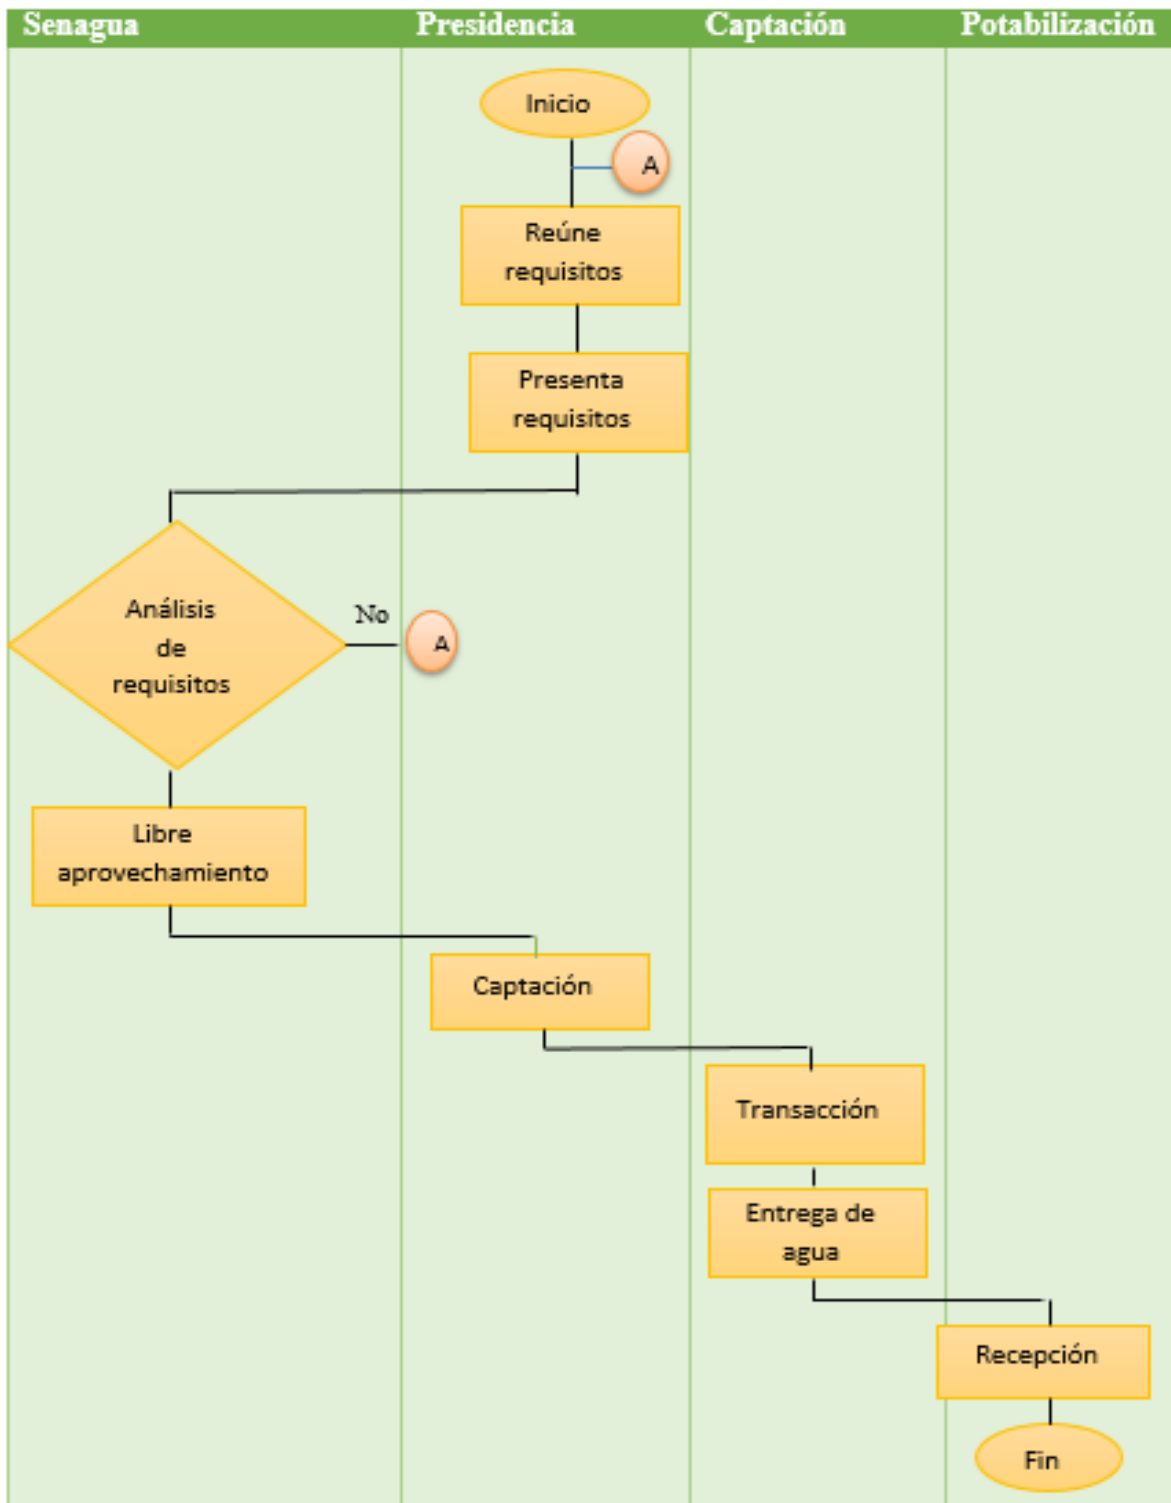 Senagua
Presidencia
Captación
Potabilización
Inicio
A
Reúne
requisitos
Presenta
requisitos
Análisis
de
requisitos
No
A
Libre
aprovechamiento
Captación
Transacción
Entrega de
agua
Recepción
Fin